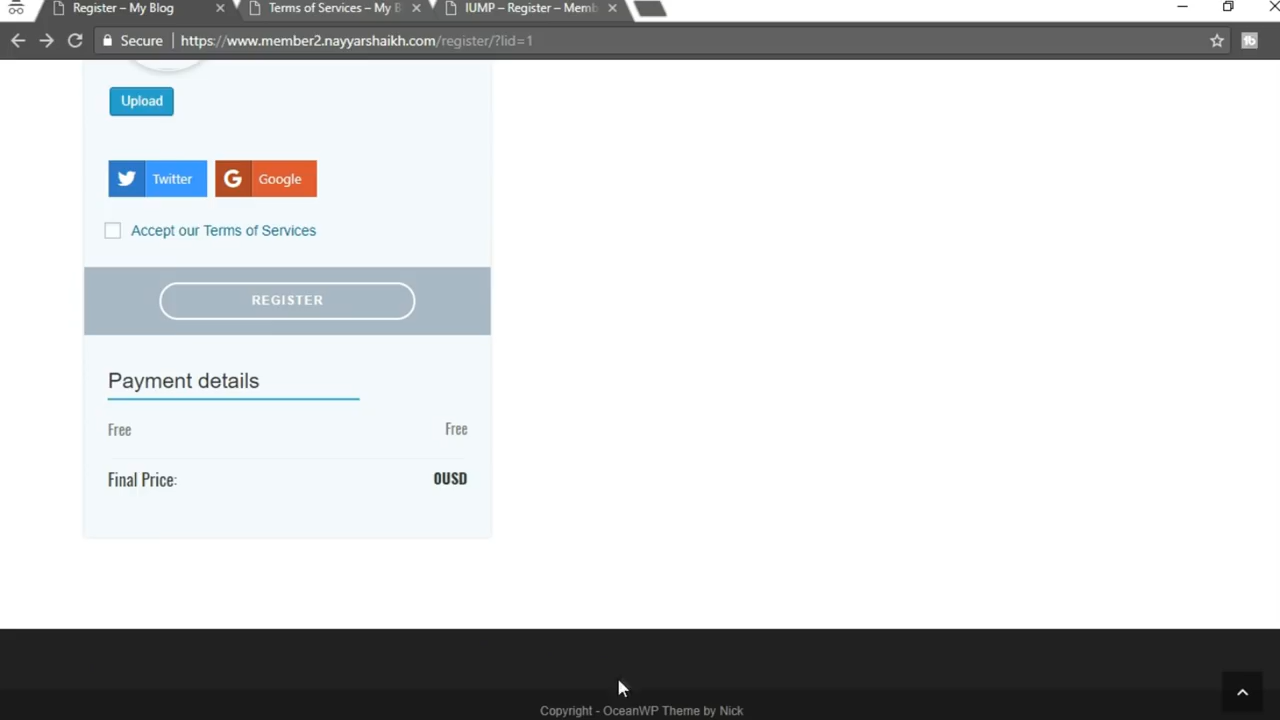 Register – My Blog
Terms of Services – My B
IUMP – Register – Memb
Secure
https://www.member2.nayyarshaikh.com/register/?lid=1
Upload
Twitter
Google
Accept our Terms of Services
REGISTER
Payment details
Free Free
Final Price: 0USD
Copyright - OceanWP Theme by Nick